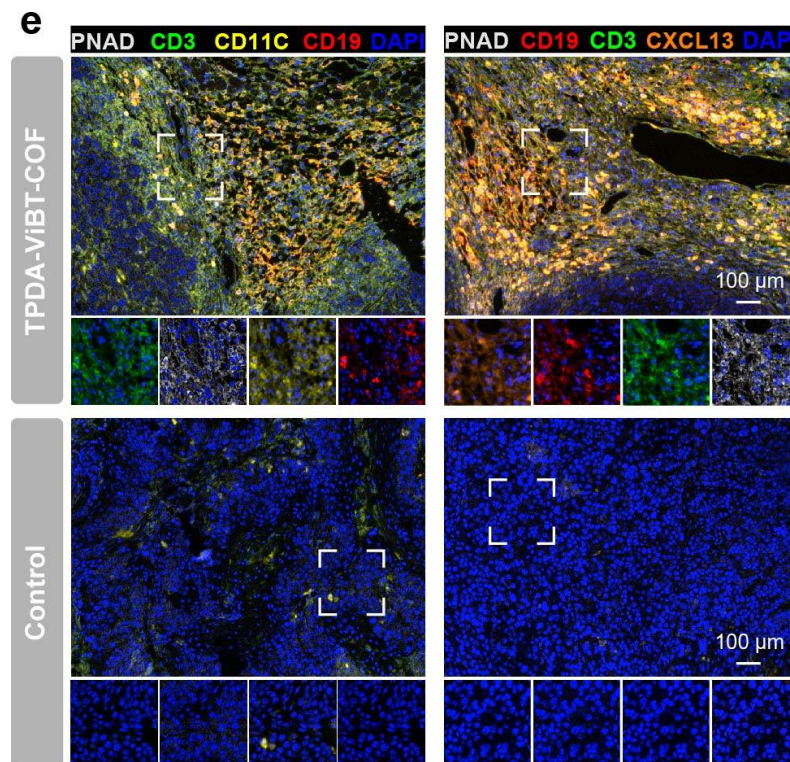 e
PNAD CD3 CD11C CD19 DAPI
PNAD CD19 CD3 CXCL13 DAP
TPDA-ViBT-COF
100 µm
Control
100 µm